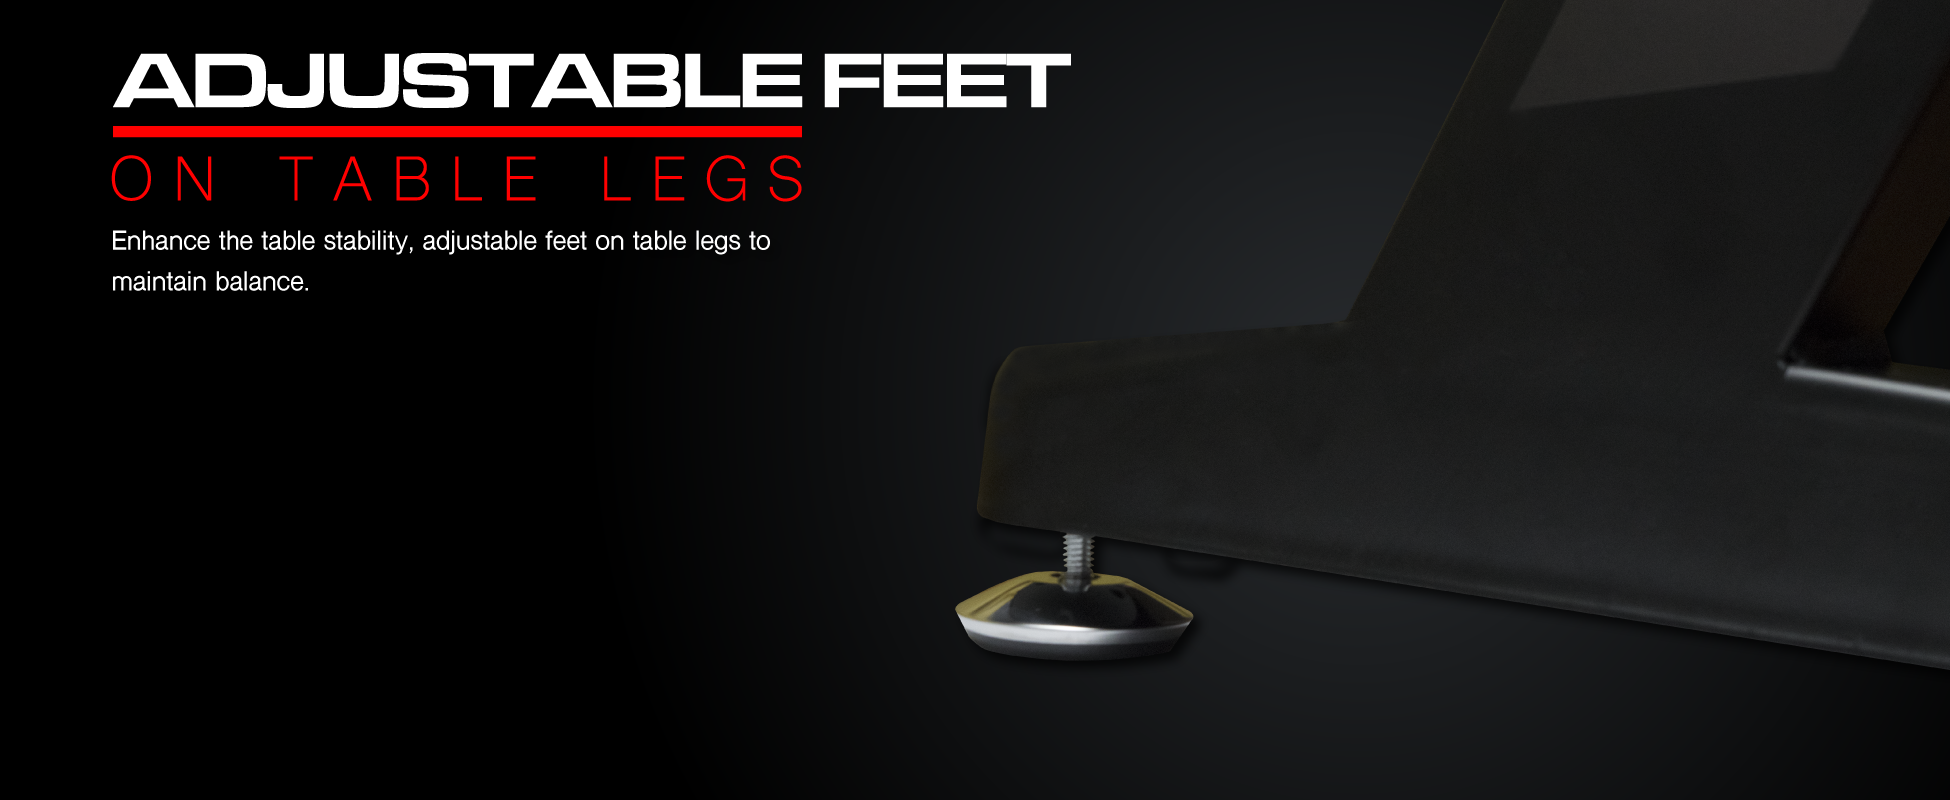 ADJUSTABLE FEET
ON TABLE LEGS
Enhance the table stability, adjustable feet on table legs to
maintain balance.